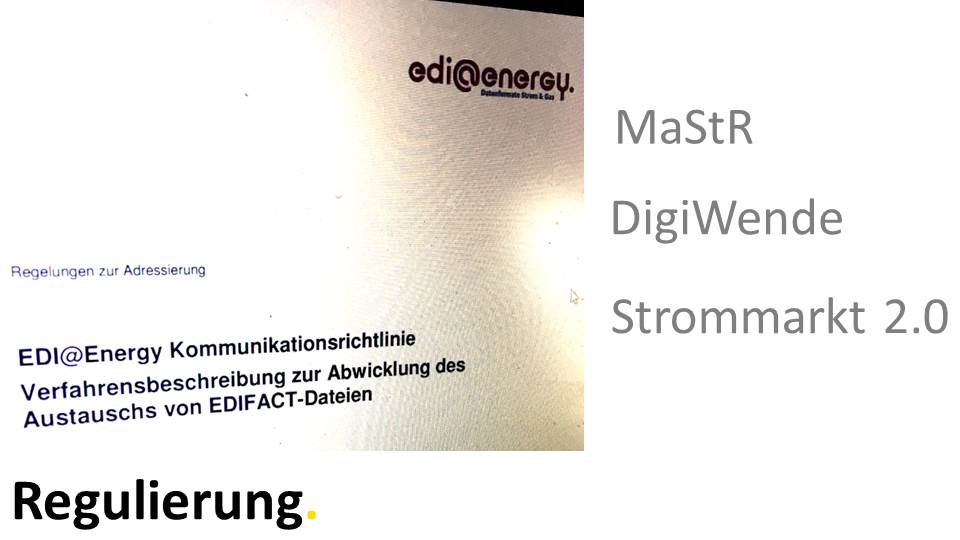 edi@energy.
Datenformate Strom & Gas
Regelungen zur Adressierung
EDI@Energy Kommunikationsrichtlinie
Verfahrensbeschreibung zur Abwicklung des
Austauschs von EDIFACT-Dateien
MaStR
DigiWende
Strommarkt 2.0
Regulierung.